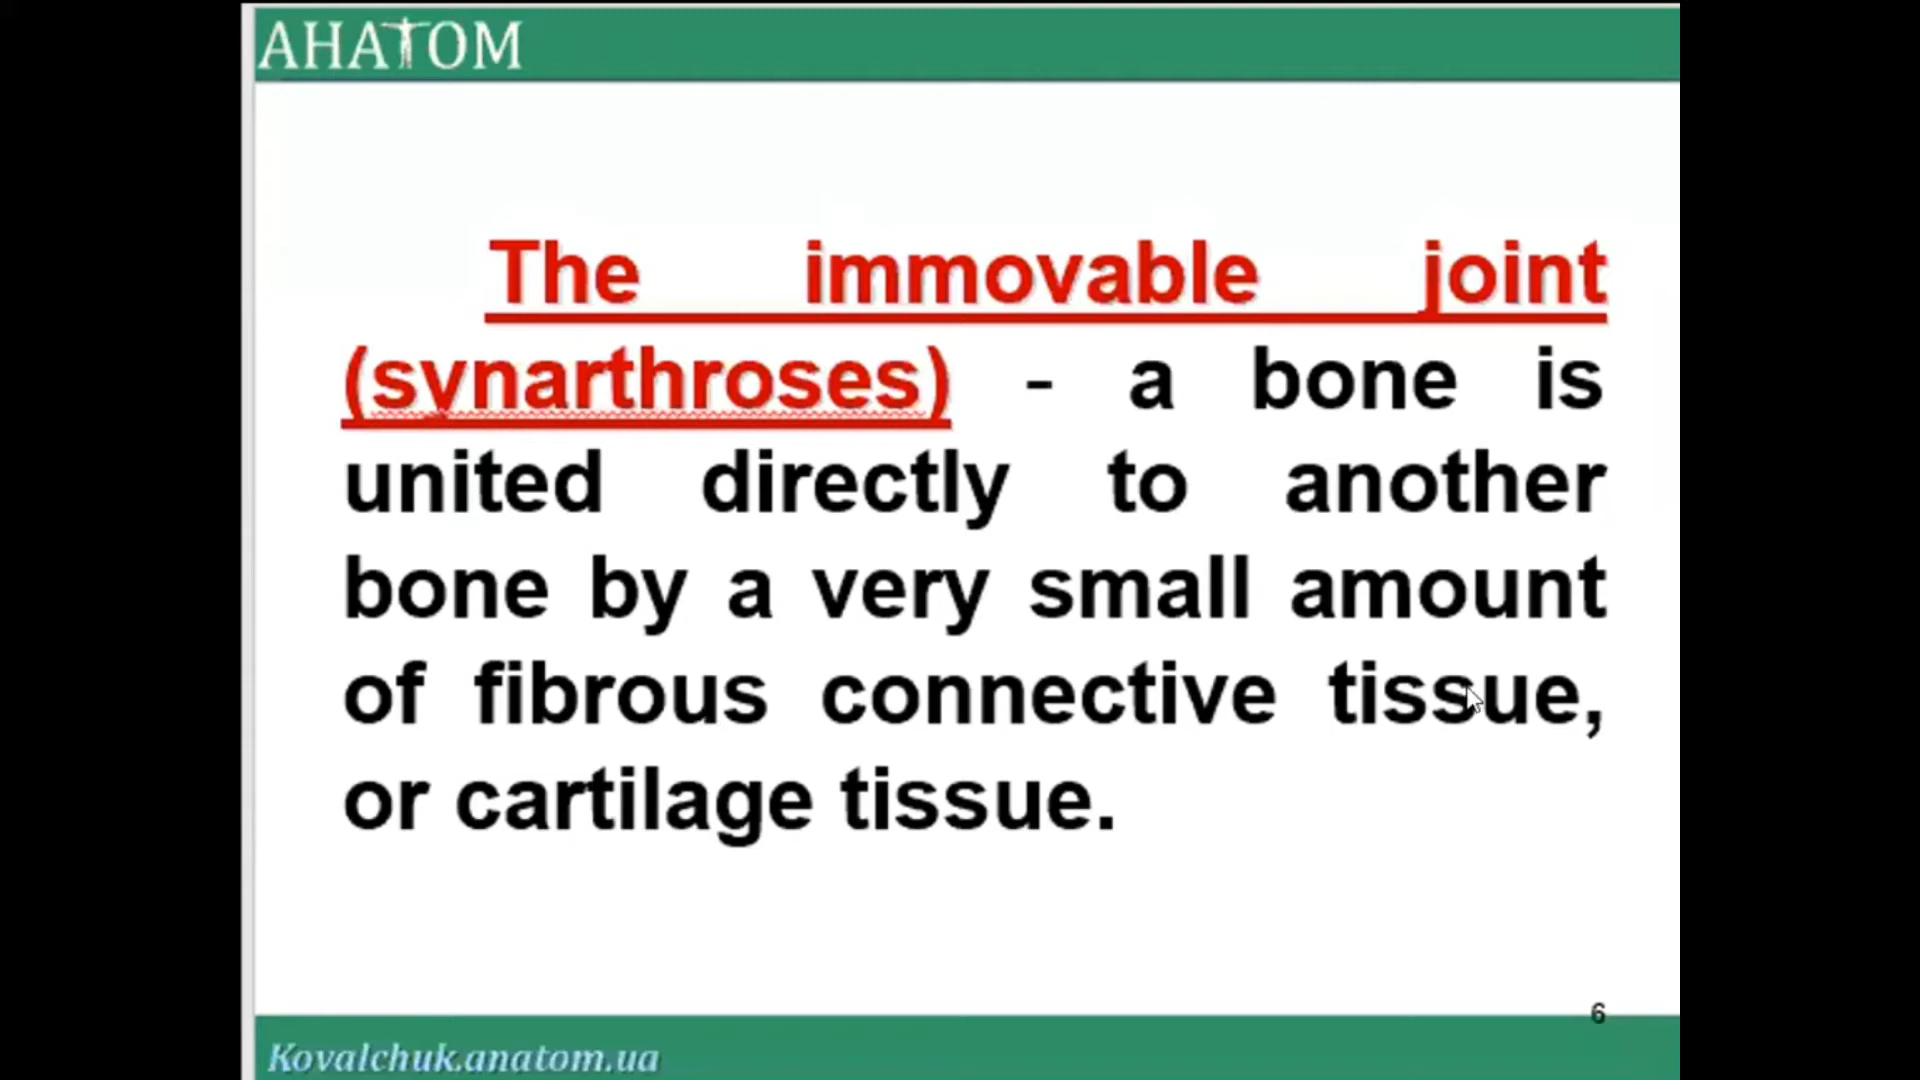 АНАТОМ
The immovable joint
(synarthroses) - a bone is
united directly to another
bone by a very small amount
of fibrous connective tissue,
or cartilage tissue.
6
Kovalchuk.anatom.ua